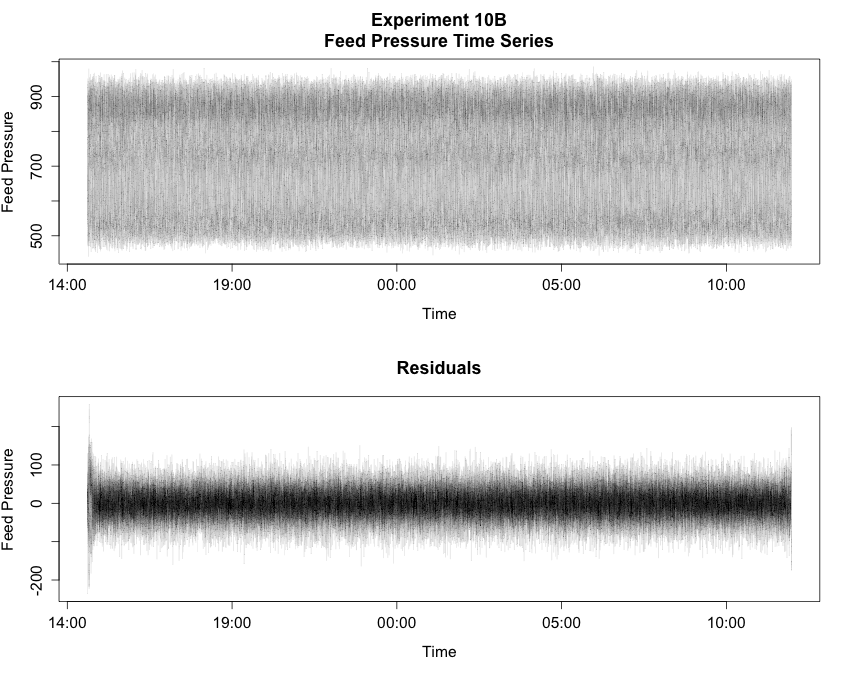 Experiment 10B
Feed Pressure Time Series
Feed Pressure
900
700
500
14:00 19:00 00:00 05:00 10:00
Time
Residuals
Feed Pressure
100
0
-200
14:00 19:00 00:00 05:00 10:00
Time